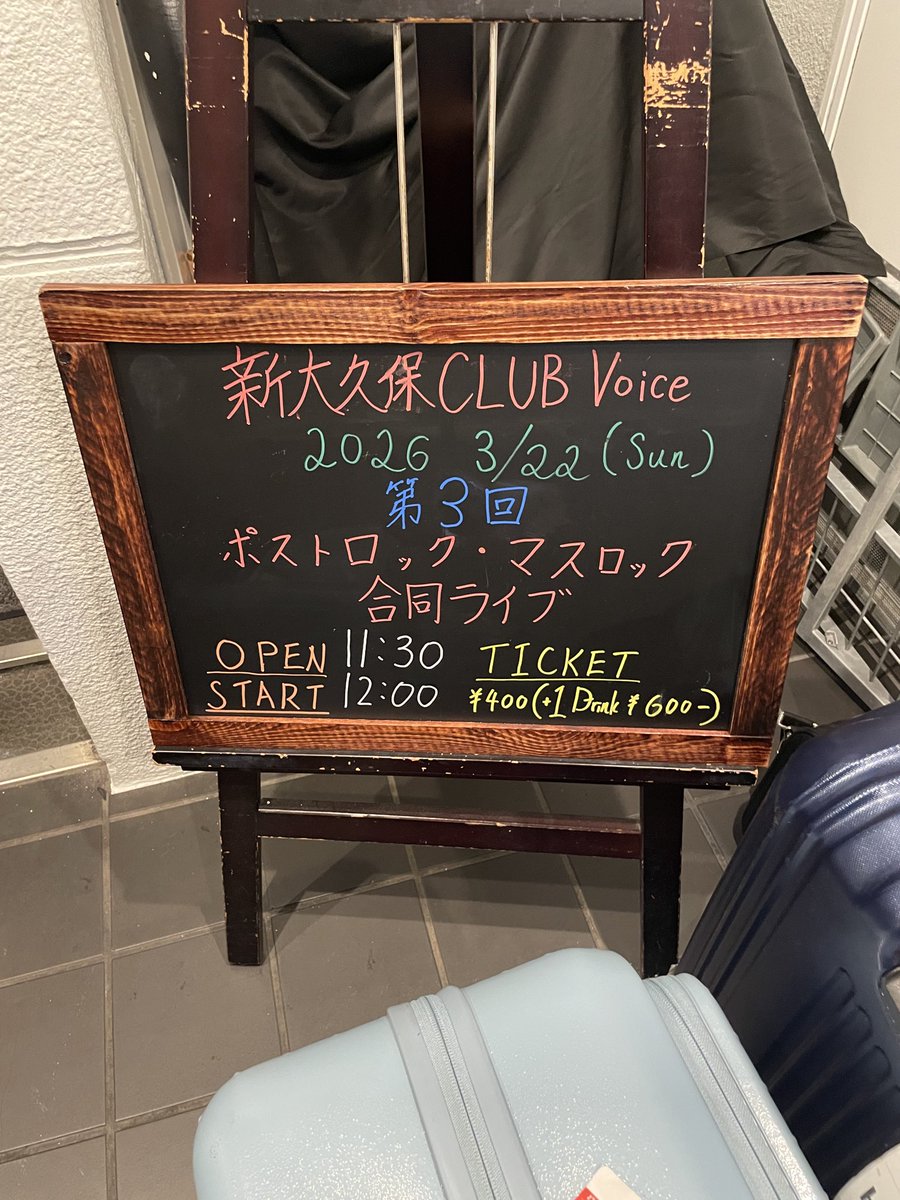 新大久保CLUB Voice
2026 3/22(Sun)
第3回
ポストロック・マスロック
合同ライブ
OPEN 11:30
START 12:00
TICKET
¥400(+1 Drink ¥600-)